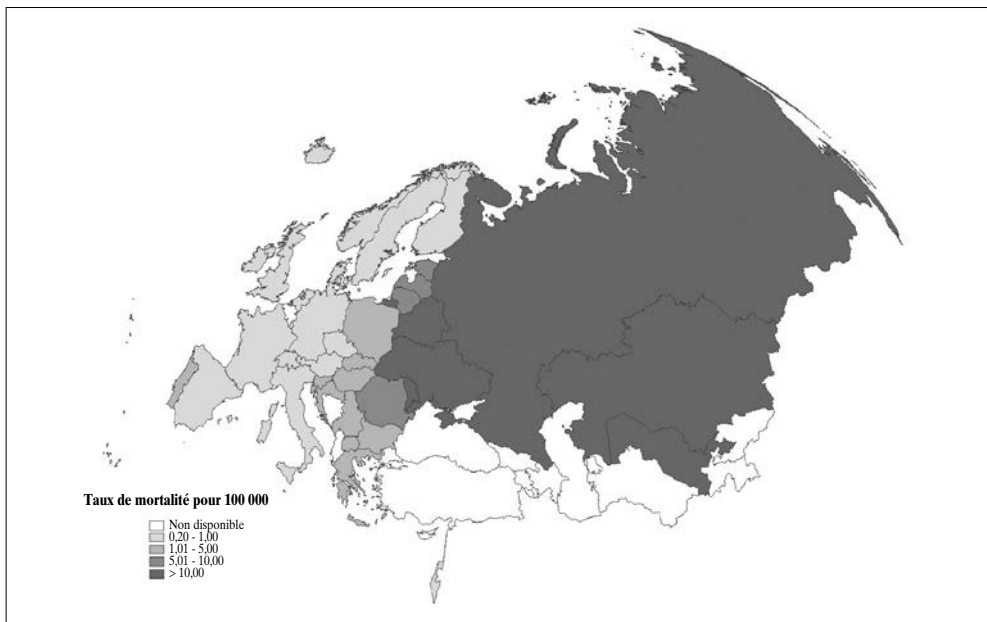 Taux de mortalité pour 100 000
Non disponible
0,20 - 1,00
1,01 - 5,00
5,01 - 10,00
> 10,00